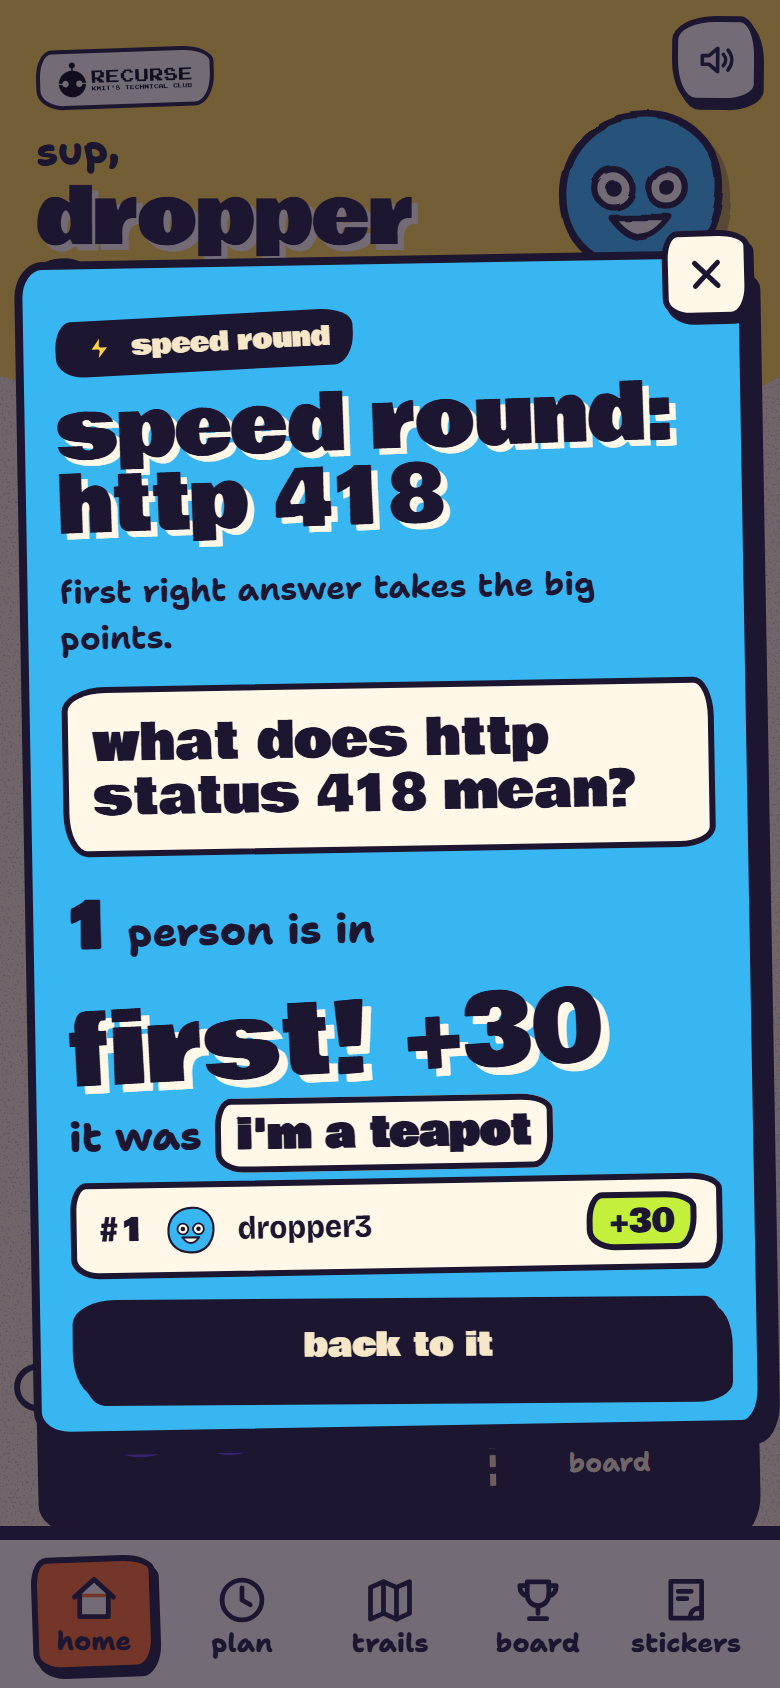 RECURSE
KMIT'S TECHNICAL CLUB
sup,
dropper
speed round
speed round:
http 418
first right answer takes the big
points.
what does http
status 418 mean?
1 person is in
first! +30
it was i'm a teapot
#1 dropper3 +30
back to it
board
home plan trails board stickers